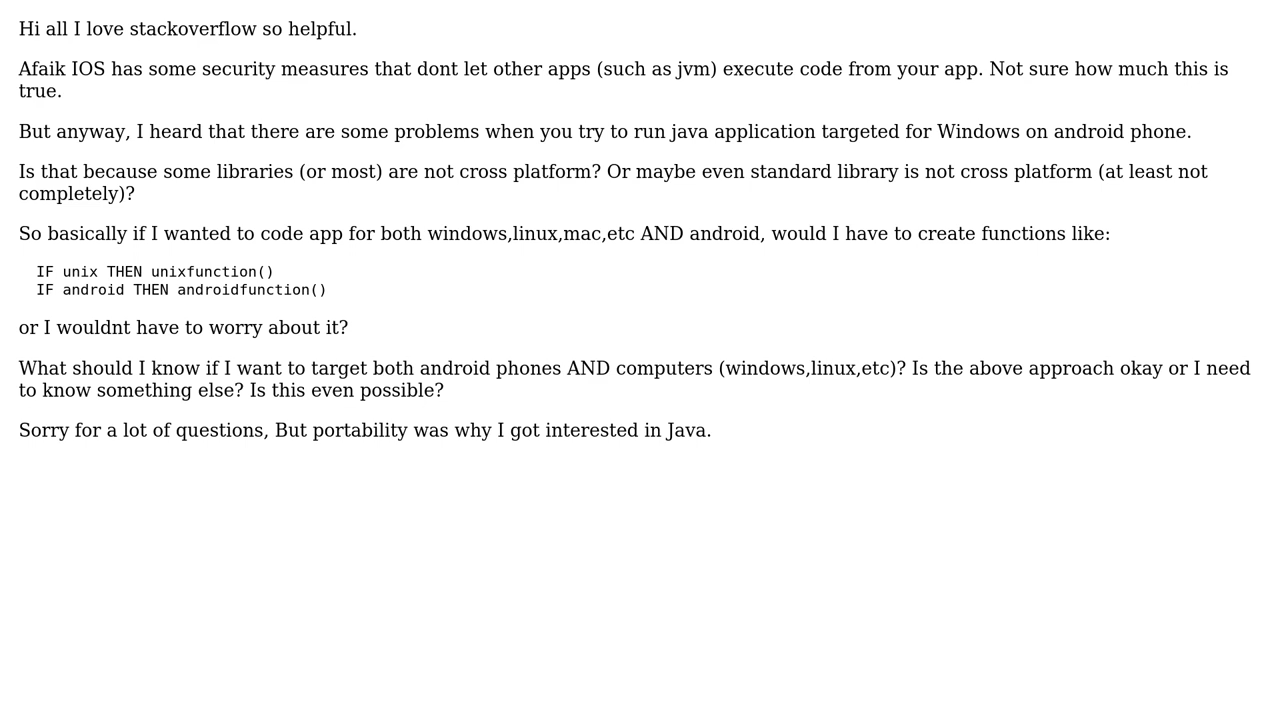 Hi all I love stackoverflow so helpful.
Afaik IOS has some security measures that dont let other apps (such as jvm) execute code from your app. Not sure how much this is
true.
But anyway, I heard that there are some problems when you try to run java application targeted for Windows on android phone.
Is that because some libraries (or most) are not cross platform? Or maybe even standard library is not cross platform (at least not
completely)?
So basically if I wanted to code app for both windows,linux,mac,etc AND android, would I have to create functions like:
IF unix THEN unixfunction()
IF android THEN androidfunction()
or I wouldnt have to worry about it?
What should I know if I want to target both android phones AND computers (windows,linux,etc)? Is the above approach okay or I need
to know something else? Is this even possible?
Sorry for a lot of questions, But portability was why I got interested in Java.